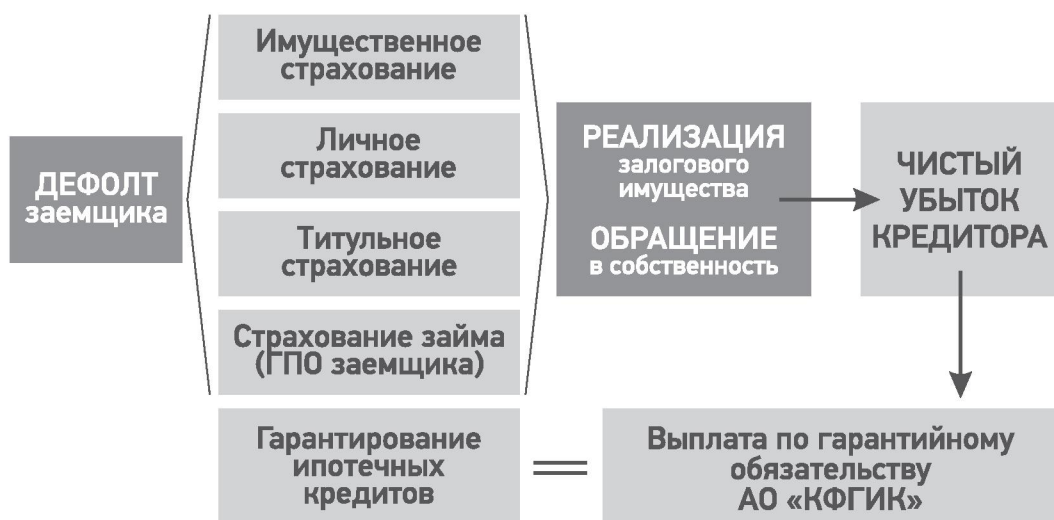 ДЕФОЛТ
заемщика
Имущественное
страхование
Личное
страхование
Титульное
страхование
Страхование займа
(ГПО заемщика)
РЕАЛИЗАЦИЯ
залогового
имущества
ОБРАЩЕНИЕ
в собственность
ЧИСТЫЙ
УБЫТОК
КРЕДИТОРА
Гарантирование
ипотечных
кредитов
Выплата по гарантийному
обязательству
АО «КФГИК»